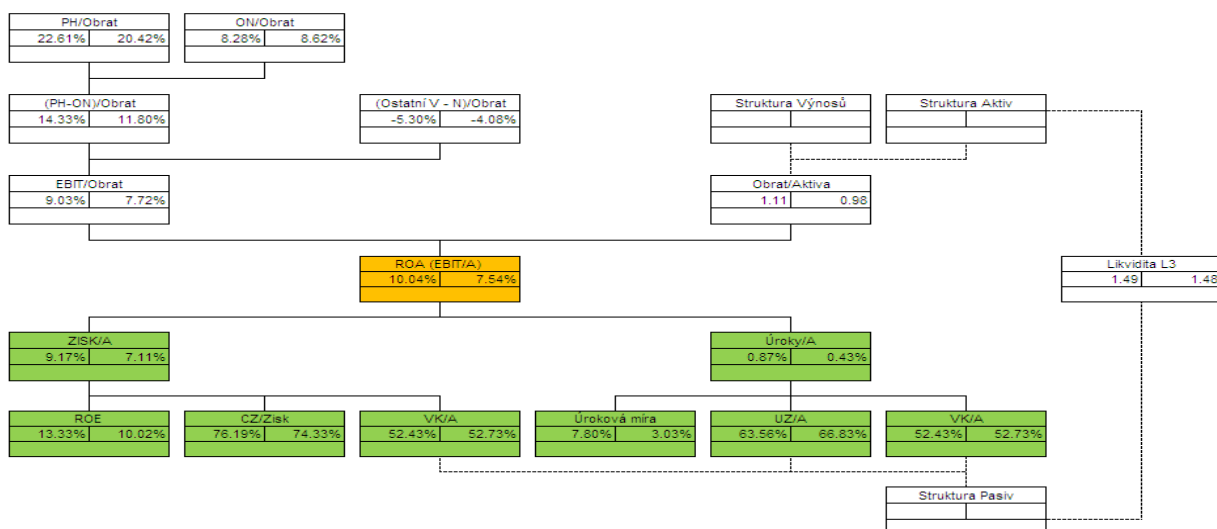 PH/Obrat ON/Obrat
22.61% 20.42% 8.28% 8.62%
(PH-ON)/Obrat (Ostatní V - N)/Obrat Struktura Výnosů Struktura Aktiv
14.33% 11.80% -5.30% -4.08%
EBIT/Obrat Obrat/Aktiva
9.03% 7.72% 1.11 0.98
ROA (EBIT/A) Likvidita L3
10.04% 7.54% 1.49 1.48
ZISK/A Úroky/A
9.17% 7.11% 0.87% 0.43%
ROE CZ/Zisk VK/A Úroková míra UZ/A VK/A
13.33% 10.02% 76.19% 74.33% 52.43% 52.73% 7.80% 3.03% 63.56% 66.83% 52.43% 52.73%
Struktura Pasiv